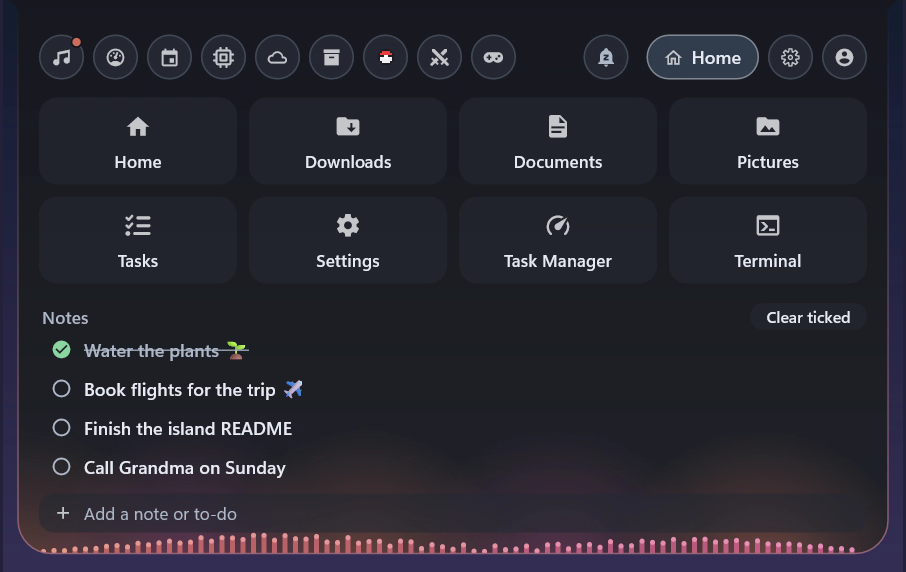 Home
Home Downloads Documents Pictures
Tasks Settings Task Manager Terminal
Notes Clear ticked
Water the plants 🌱
Book flights for the trip ✈️
Finish the island README
Call Grandma on Sunday
+ Add a note or to-do